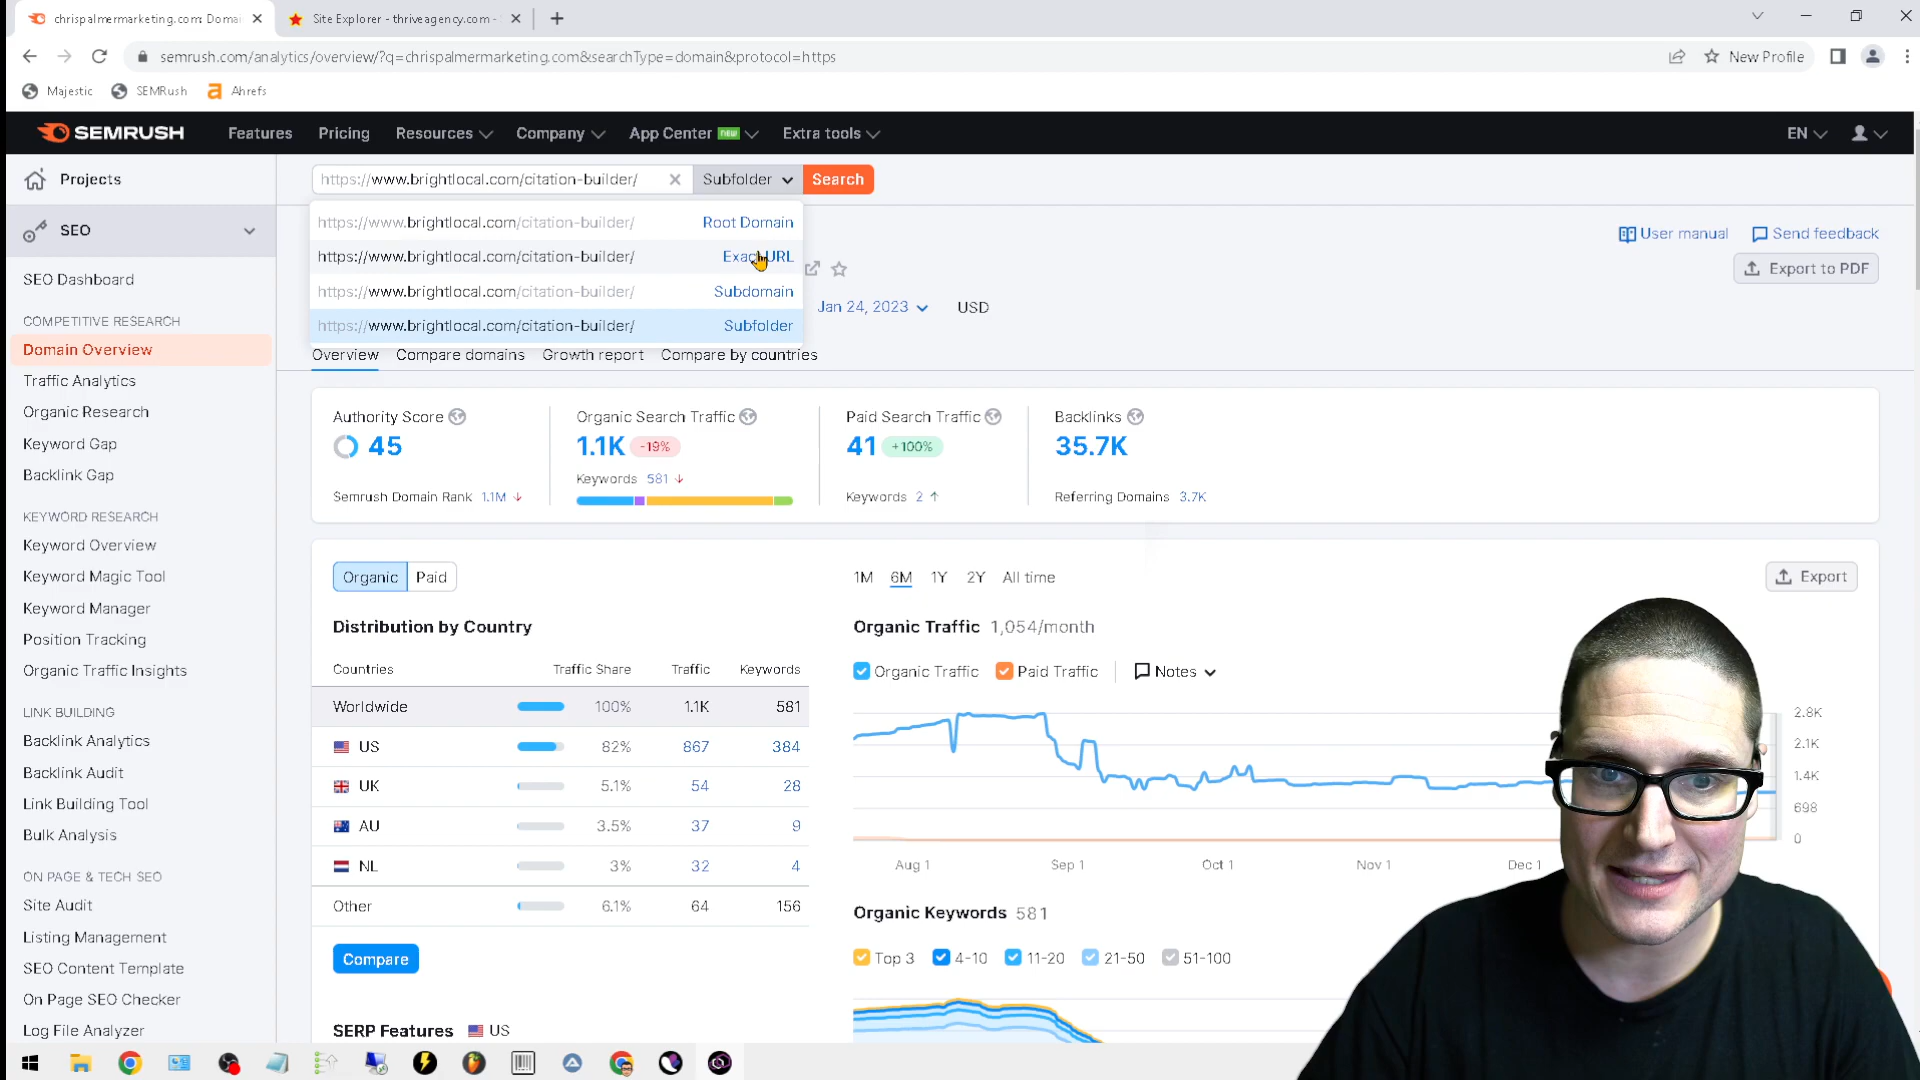 chrispalmermarketing.com: Domai
Site Explorer - thriveagency.com -
semrush.com/analytics/overview/?q=chrispalmermarketing.com&searchType=domain&protocol=https
New Profile
Majestic
SEMRush
Ahrefs
SEMRUSH
Features
Pricing
Resources
Company
App Center new
Extra tools
EN
Projects
https://www.brightlocal.com/citation-builder/
Subfolder
Search
SEO
https://www.brightlocal.com/citation-builder/ Root Domain
https://www.brightlocal.com/citation-builder/ Exact URL
https://www.brightlocal.com/citation-builder/ Subdomain
https://www.brightlocal.com/citation-builder/ Subfolder
User manual
Send feedback
Export to PDF
Jan 24, 2023
USD
SEO Dashboard
COMPETITIVE RESEARCH
Domain Overview
Traffic Analytics
Organic Research
Keyword Gap
Backlink Gap
KEYWORD RESEARCH
Keyword Overview
Keyword Magic Tool
Keyword Manager
Position Tracking
Organic Traffic Insights
LINK BUILDING
Backlink Analytics
Backlink Audit
Link Building Tool
Bulk Analysis
ON PAGE & TECH SEO
Site Audit
Listing Management
SEO Content Template
On Page SEO Checker
Log File Analyzer
Overview
Compare domains
Growth report
Compare by countries
Authority Score
45
Semrush Domain Rank 1.1M
Organic Search Traffic
1.1K -19%
Keywords 581
Paid Search Traffic
41 +100%
Keywords 2
Backlinks
35.7K
Referring Domains 3.7K
Organic
Paid
Distribution by Country
Countries Traffic Share Traffic Keywords
Worldwide 100% 1.1K 581
US 82% 867 384
UK 5.1% 54 28
AU 3.5% 37 9
NL 3% 32 4
Other 6.1% 64 156
Compare
SERP Features US
1M 6M 1Y 2Y All time
Export
Organic Traffic 1,054/month
Organic Traffic
Paid Traffic
Notes
2.8K
2.1K
1.4K
698
0
Aug 1
Sep 1
Oct 1
Nov 1
Dec 1
Organic Keywords 581
Top 3
4-10
11-20
21-50
51-100